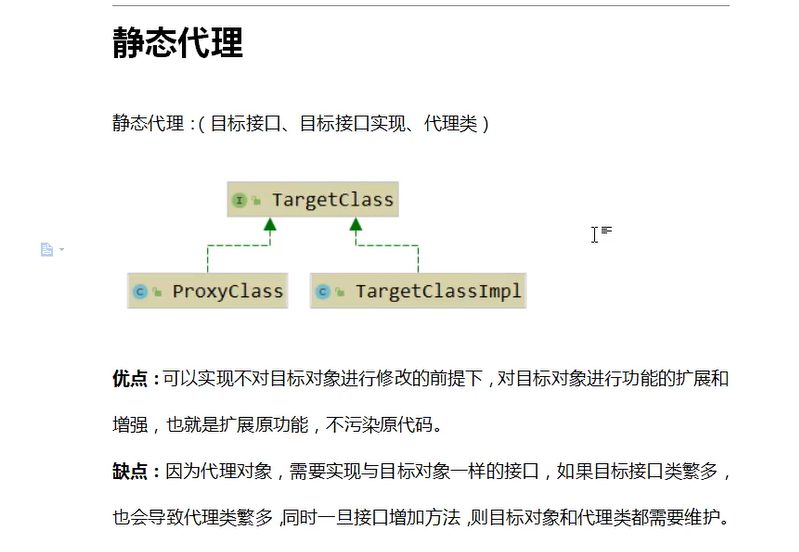 静态代理
静态代理：( 目标接口、目标接口实现、代理类 )
I TargetClass
C ProxyClass
C TargetClassImpl
优点：可以实现不对目标对象进行修改的前提下，对目标对象进行功能的扩展和
增强，也就是扩展原功能，不污染原代码。
缺点：因为代理对象，需要实现与目标对象一样的接口，如果目标接口类繁多，
也会导致代理类繁多，同时一旦接口增加方法，则目标对象和代理类都需要维护。